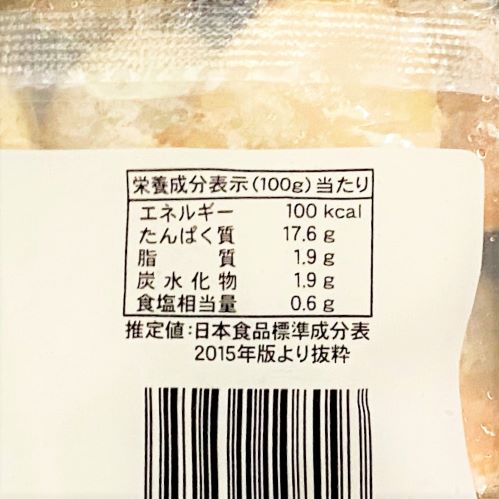 栄養成分表示(100g)当たり
エネルギー 100 kcal
たんぱく質 17.6 g
脂質 1.9 g
炭水化物 1.9 g
食塩相当量 0.6 g
推定値:日本食品標準成分表
2015年版より抜粋